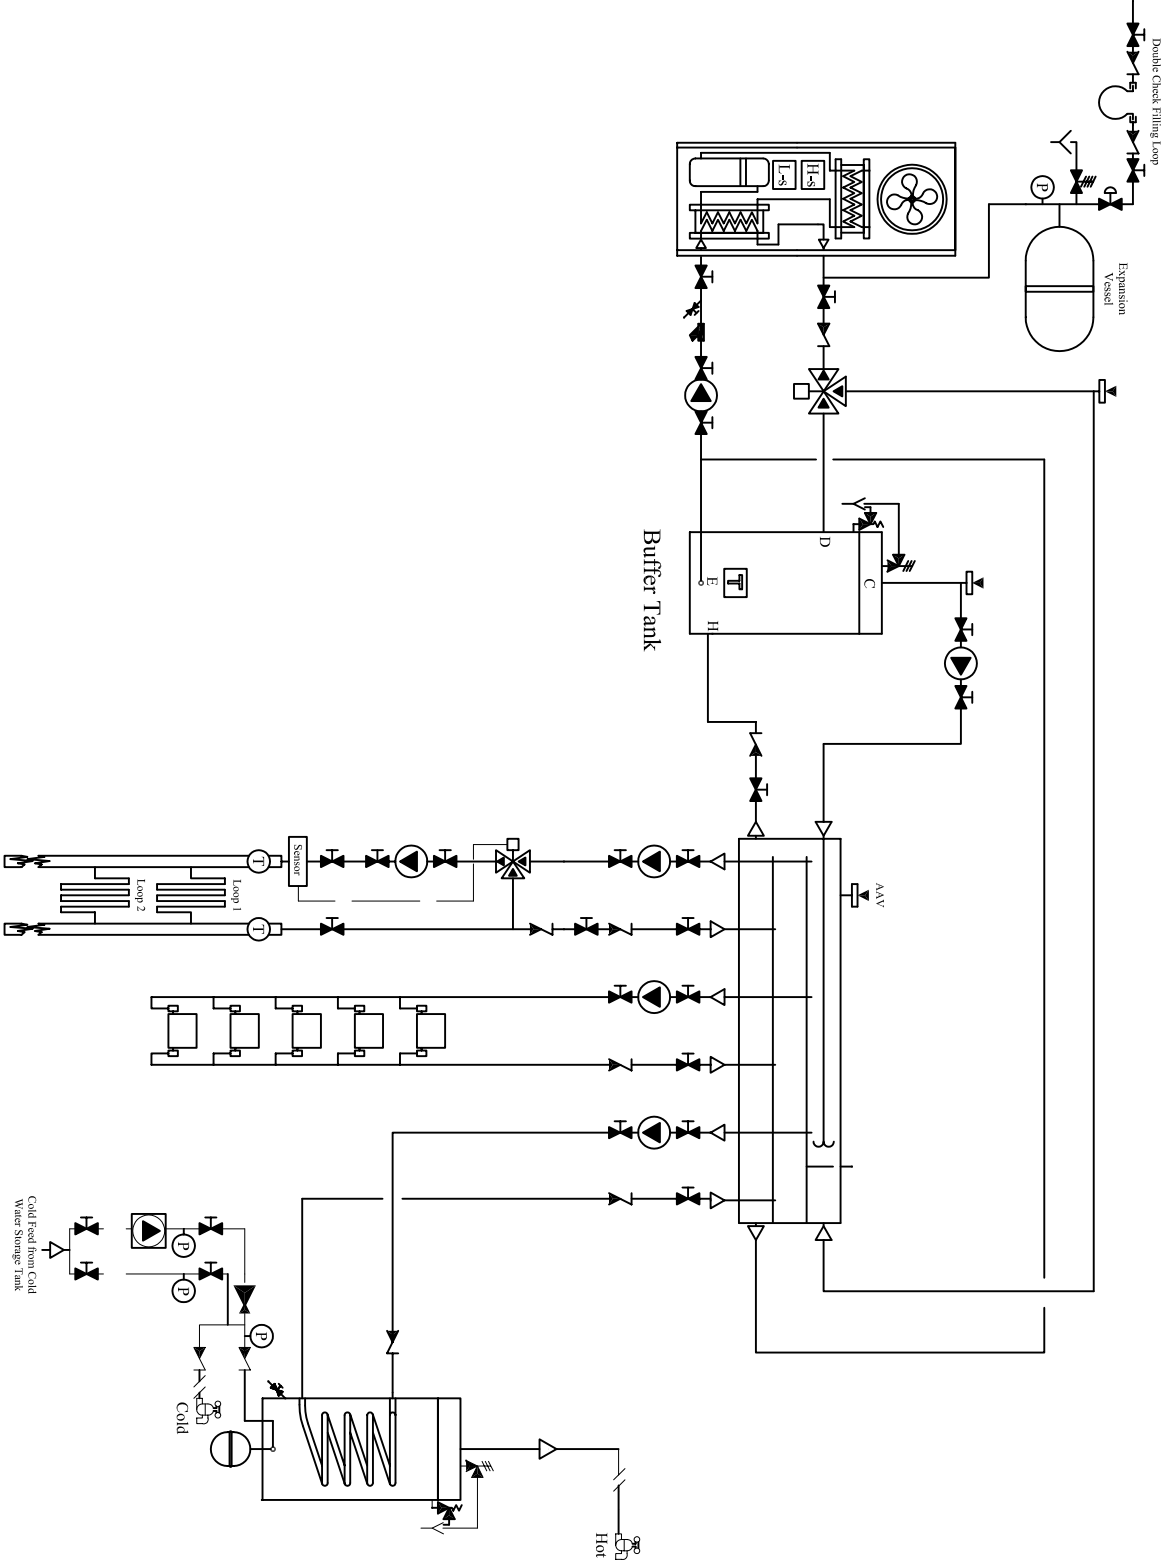 Double Check Filling Loop
P
Expansion
Vessel
H-s
L-s
D
C
E
T
H
Buffer Tank
AAV
Sensor
T
T
Loop 1
Loop 2
P
P
P
Cold Feed from Cold
Water Storage Tank
Cold
Hot